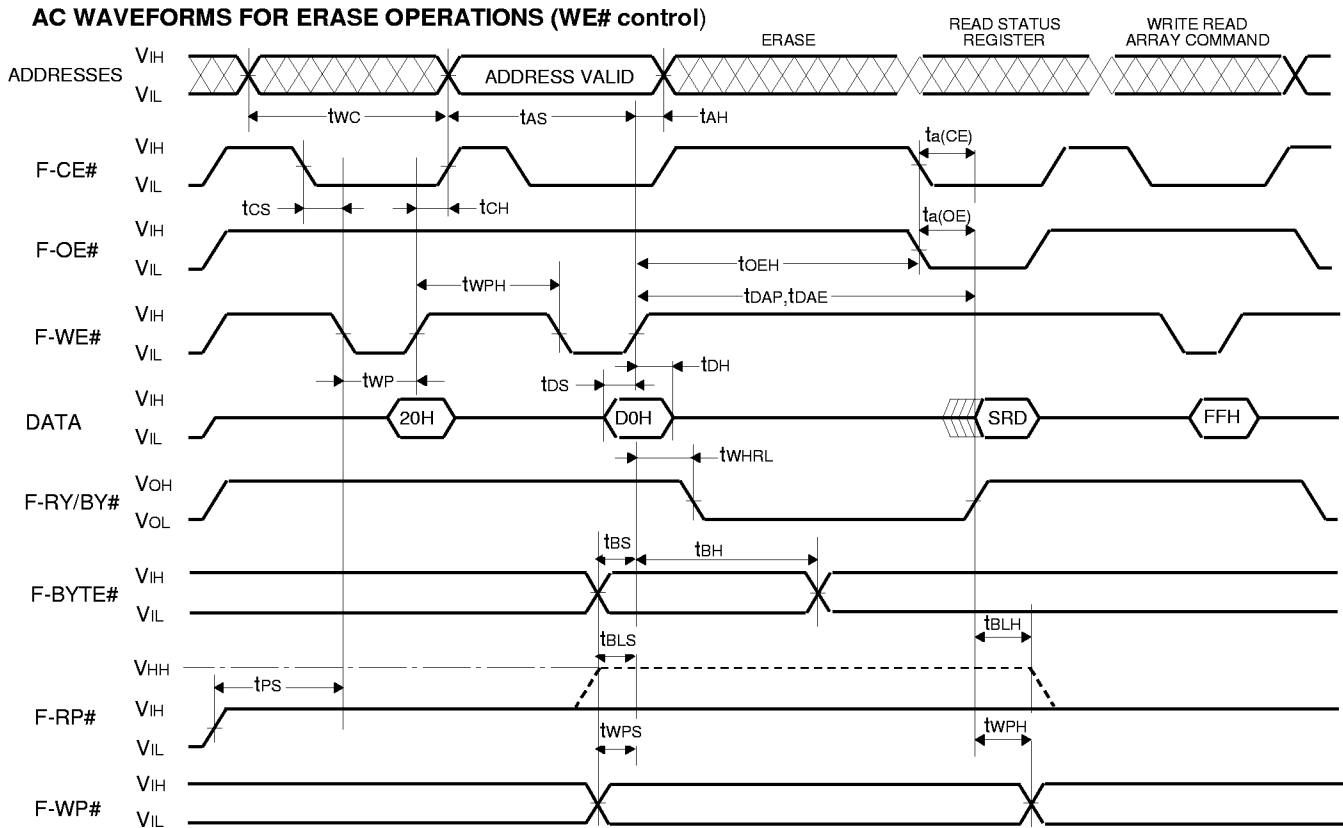 AC WAVEFORMS FOR ERASE OPERATIONS (WE# control)
ERASE
READ STATUS
REGISTER
WRITE READ
ARRAY COMMAND
ADDRESSES
VIH
VIL
ADDRESS VALID
tWC
tAS
tAH
F-CE#
VIH
VIL
ta(CE)
tCS
tCH
F-OE#
VIH
VIL
ta(OE)
tOEH
tWPH
tDAP,tDAE
F-WE#
VIH
VIL
tWP
tDS
tDH
DATA
VIH
VIL
20H
D0H
SRD
FFH
tWHRL
F-RY/BY#
VOH
VOL
tBS
tBH
F-BYTE#
VIH
VIL
tBLS
tBLH
VHH
tPS
F-RP#
VIH
VIL
tWPS
tWPH
F-WP#
VIH
VIL